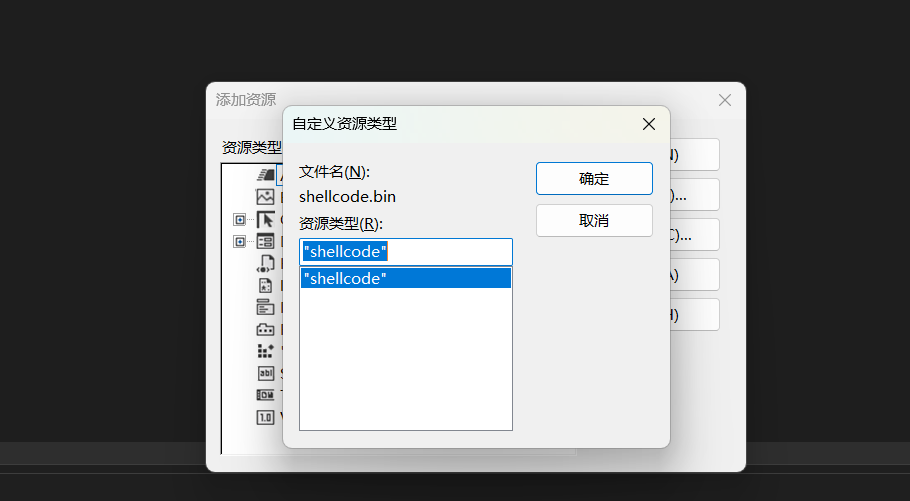 添加资源
自定义资源类型
资源类型
文件名(N):
确定
shellcode.bin
取消
资源类型(R):
"shellcode"
"shellcode"
)...
C)...
A)